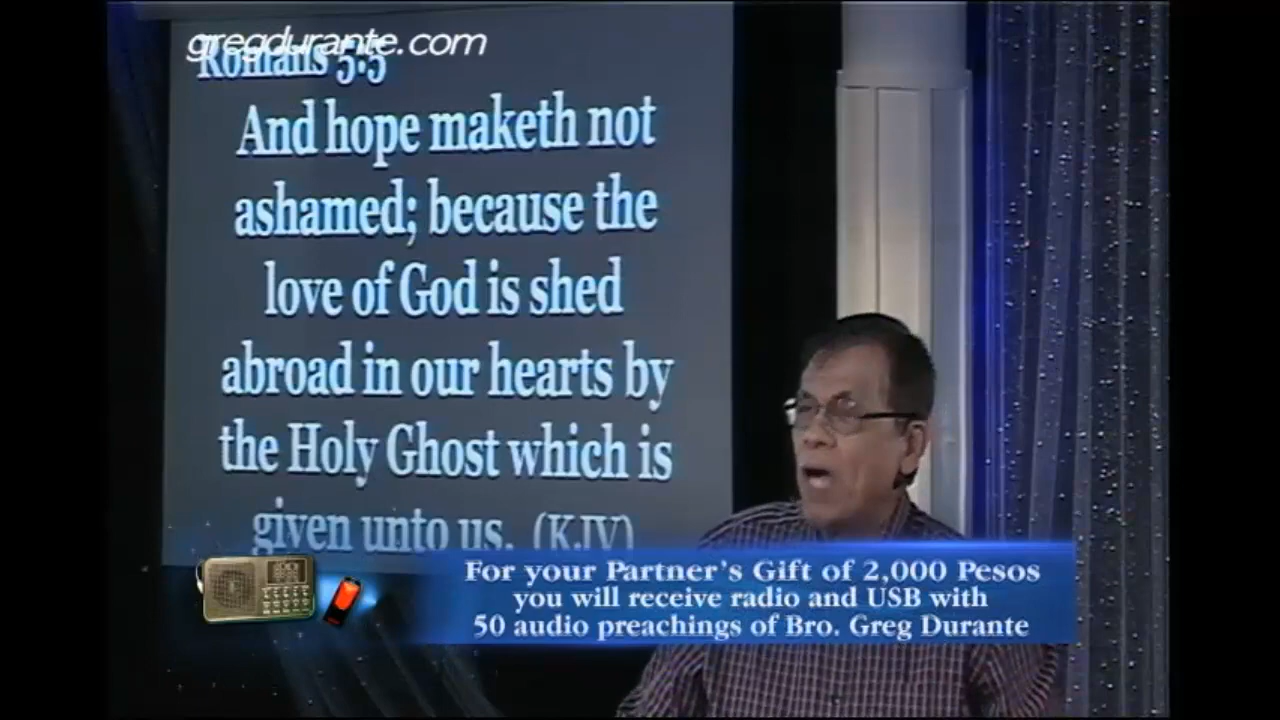 gregdurante.com
Romans 5:5
And hope maketh not
ashamed; because the
love of God is shed
abroad in our hearts by
the Holy Ghost which is
given unto us. (KJV)
For your Partner's Gift of 2,000 Pesos
you will receive radio and USB with
50 audio preachings of Bro. Greg Durante